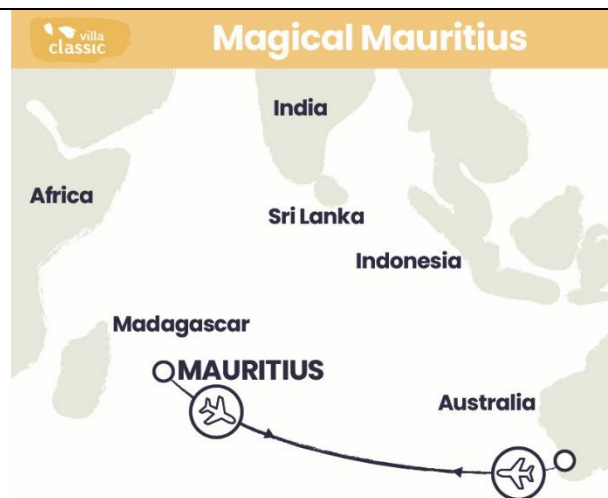 villa
classic
Magical Mauritius
India
Africa
Sri Lanka
Indonesia
Madagascar
MAURITIUS
Australia